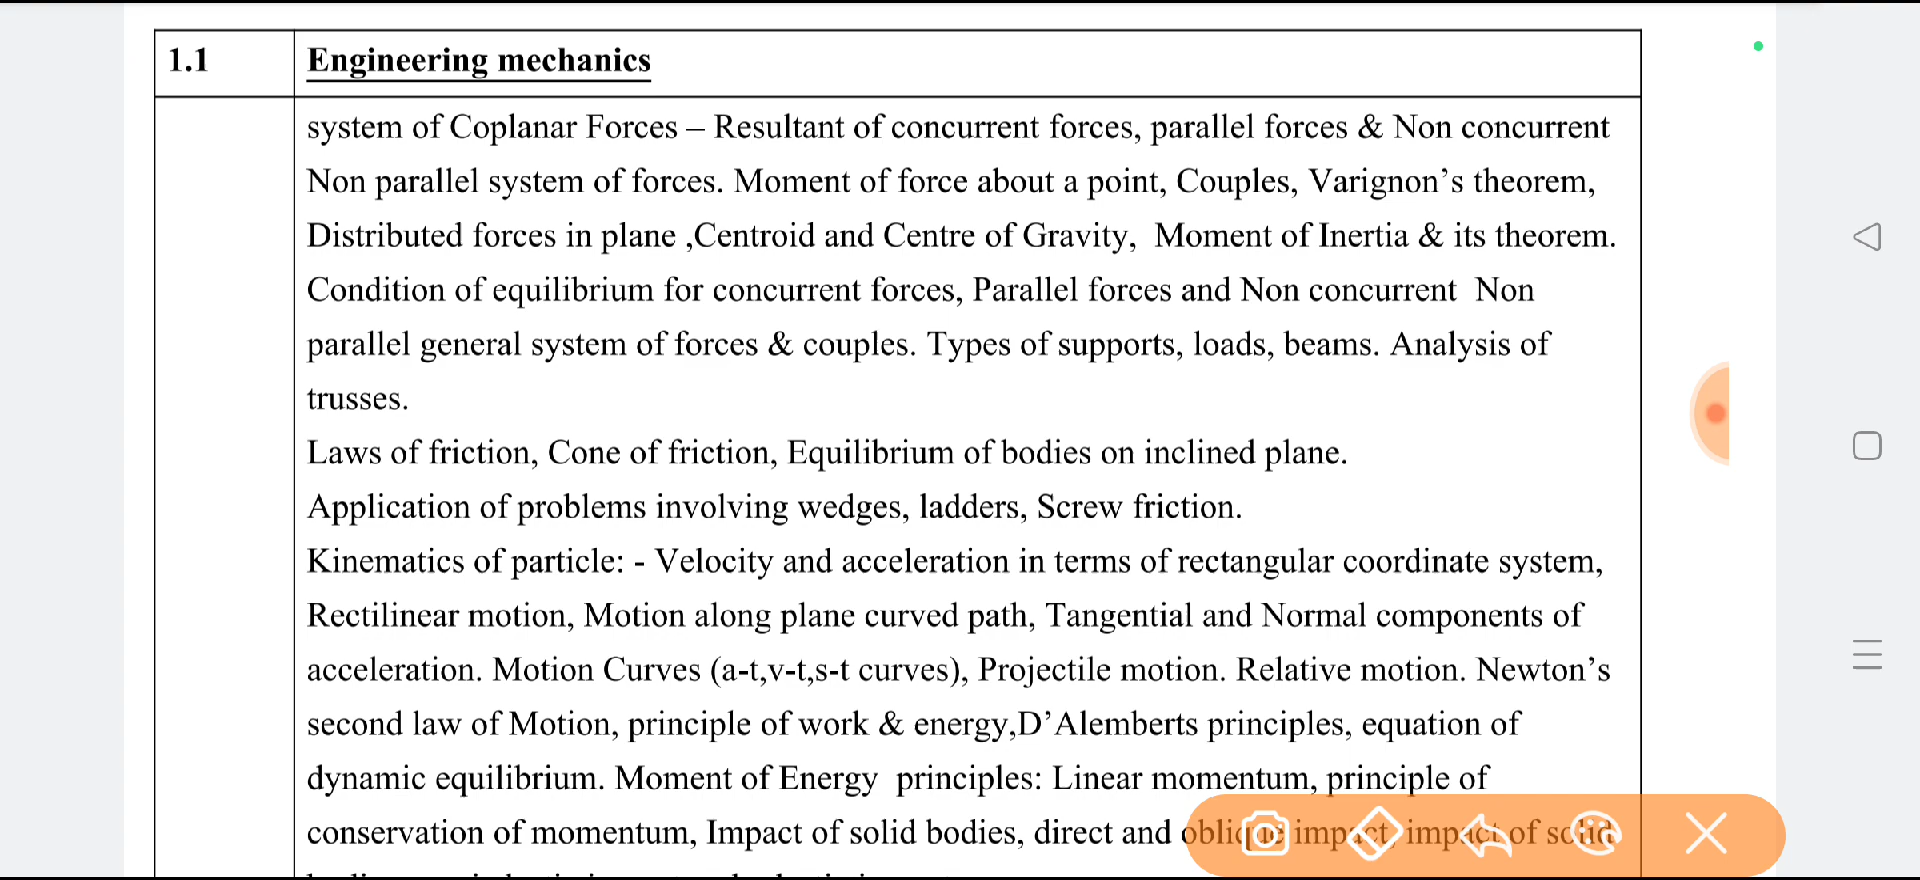 1.1 Engineering mechanics
system of Coplanar Forces – Resultant of concurrent forces, parallel forces & Non concurrent
Non parallel system of forces. Moment of force about a point, Couples, Varignon's theorem,
Distributed forces in plane ,Centroid and Centre of Gravity,  Moment of Inertia & its theorem.
Condition of equilibrium for concurrent forces, Parallel forces and Non concurrent  Non
parallel general system of forces & couples. Types of supports, loads, beams. Analysis of
trusses.
Laws of friction, Cone of friction, Equilibrium of bodies on inclined plane.
Application of problems involving wedges, ladders, Screw friction.
Kinematics of particle: - Velocity and acceleration in terms of rectangular coordinate system,
Rectilinear motion, Motion along plane curved path, Tangential and Normal components of
acceleration. Motion Curves (a-t,v-t,s-t curves), Projectile motion. Relative motion. Newton's
second law of Motion, principle of work & energy,D'Alemberts principles, equation of
dynamic equilibrium. Moment of Energy  principles: Linear momentum, principle of
conservation of momentum, Impact of solid bodies, direct and oblique impact, impact of solid